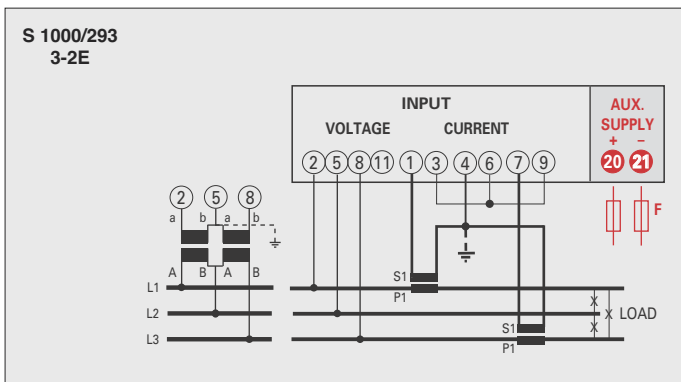 S 1000/293
3-2E
INPUT
AUX.
SUPPLY
VOLTAGE CURRENT
+ –
2 5 8 11 1 3 4 6 7 9 20 21
2 5 8
a b a b
F
A B A B
S1
P1
L1
L2
L3
S1
P1
X
X LOAD
X